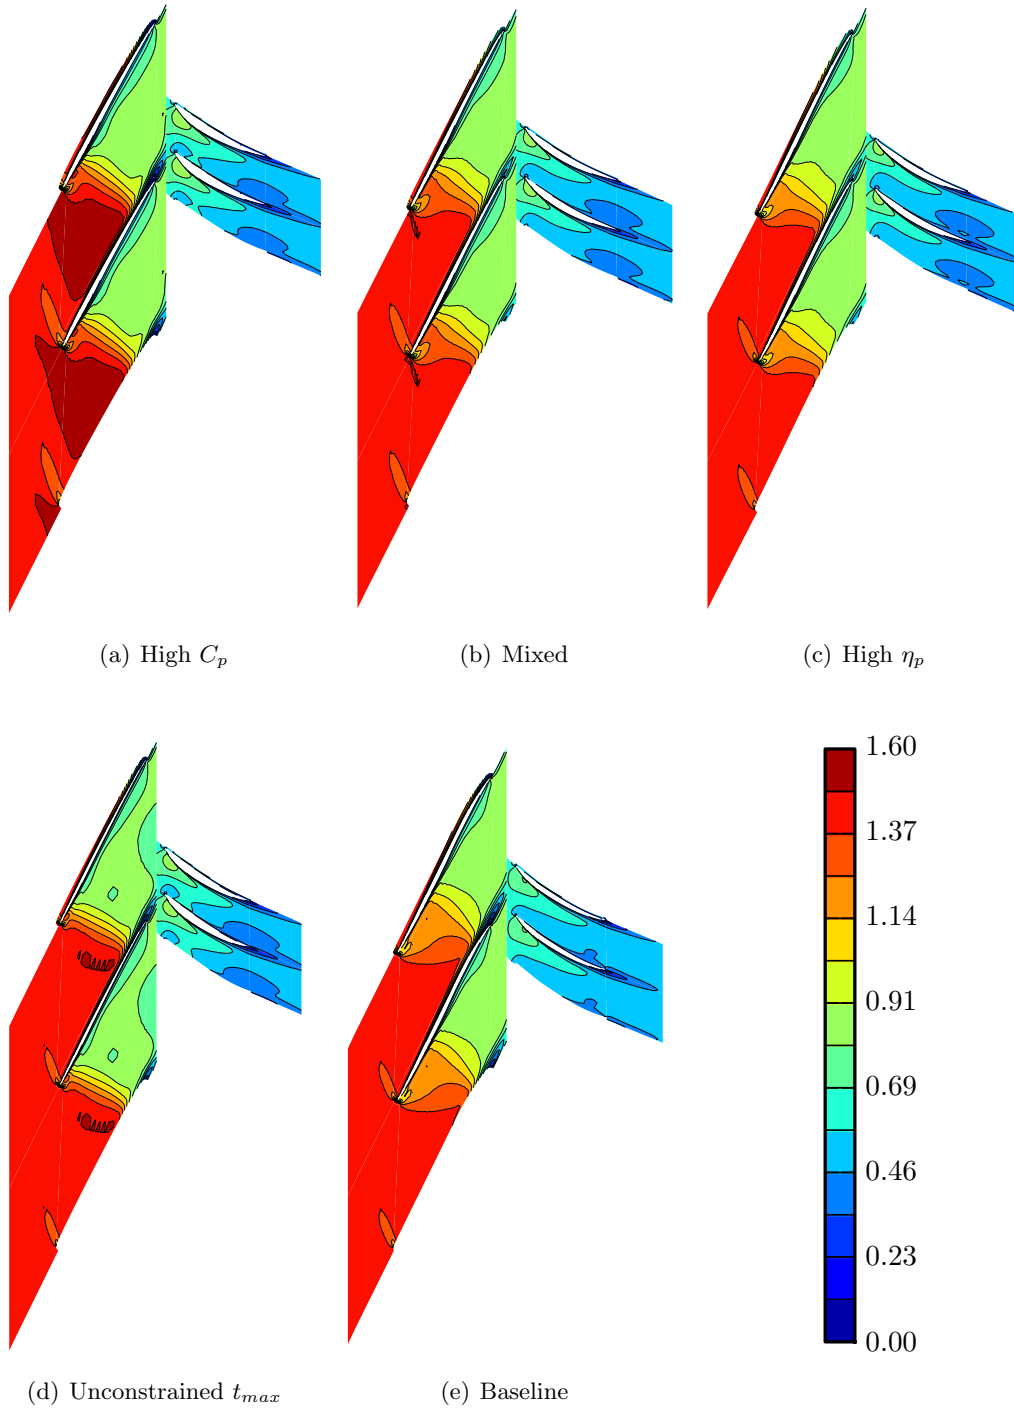 (a) High Cₚ
(b) Mixed
(c) High ηₚ
1.60
1.37
1.14
0.91
0.69
0.46
0.23
0.00
(d) Unconstrained tₘₐₓ
(e) Baseline